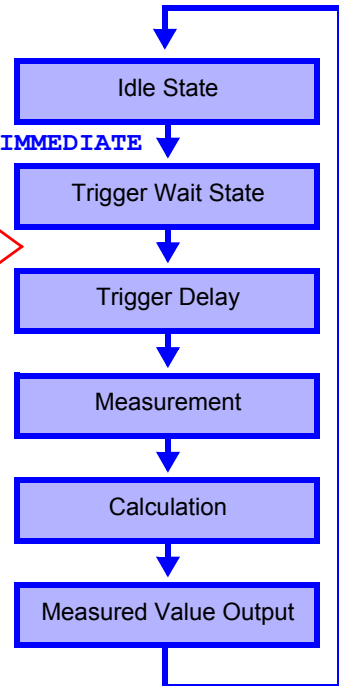 Idle State
IMMEDIATE
Trigger Wait State
Trigger Delay
Measurement
Calculation
Measured Value Output